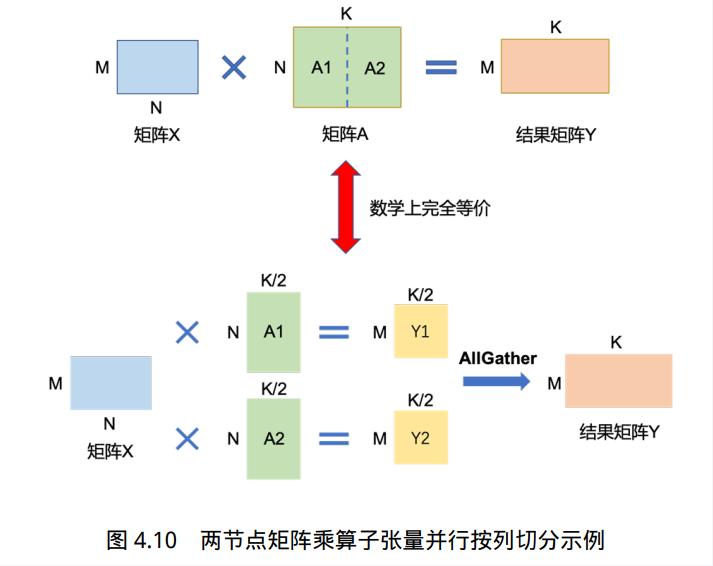 K K
M × N A1 A2 = M
N
矩阵X 矩阵A 结果矩阵Y
数学上完全等价
K/2 K/2
× N A1 = M Y1
AllGather K
M K/2 K/2 M
N × N A2 = M Y2
矩阵X 结果矩阵Y
图 4.10 两节点矩阵乘算子张量并行按列切分示例